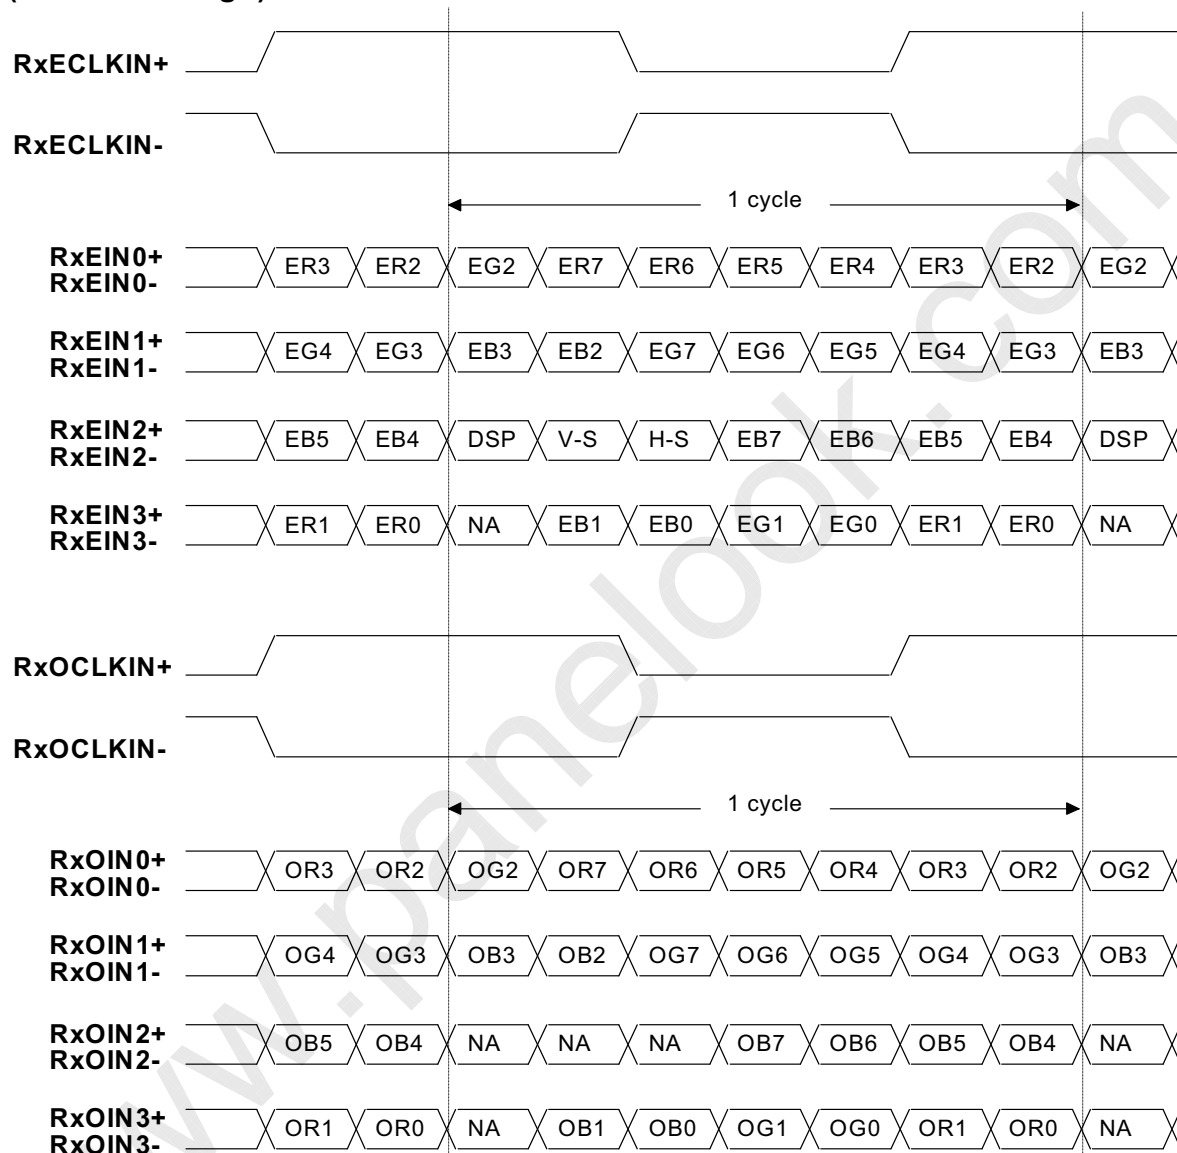 RxECLKIN+
RxECLKIN-
1 cycle
RxEIN0+
RxEIN0-
ER3 ER2 EG2 ER7 ER6 ER5 ER4 ER3 ER2 EG2
RxEIN1+
RxEIN1-
EG4 EG3 EB3 EB2 EG7 EG6 EG5 EG4 EG3 EB3
RxEIN2+
RxEIN2-
EB5 EB4 DSP V-S H-S EB7 EB6 EB5 EB4 DSP
RxEIN3+
RxEIN3-
ER1 ER0 NA EB1 EB0 EG1 EG0 ER1 ER0 NA
RxOCLKIN+
RxOCLKIN-
1 cycle
RxOIN0+
RxOIN0-
OR3 OR2 OG2 OR7 OR6 OR5 OR4 OR3 OR2 OG2
RxOIN1+
RxOIN1-
OG4 OG3 OB3 OB2 OG7 OG6 OG5 OG4 OG3 OB3
RxOIN2+
RxOIN2-
OB5 OB4 NA NA NA OB7 OB6 OB5 OB4 NA
RxOIN3+
RxOIN3-
OR1 OR0 NA OB1 OB0 OG1 OG0 OR1 OR0 NA
w.panelook.com